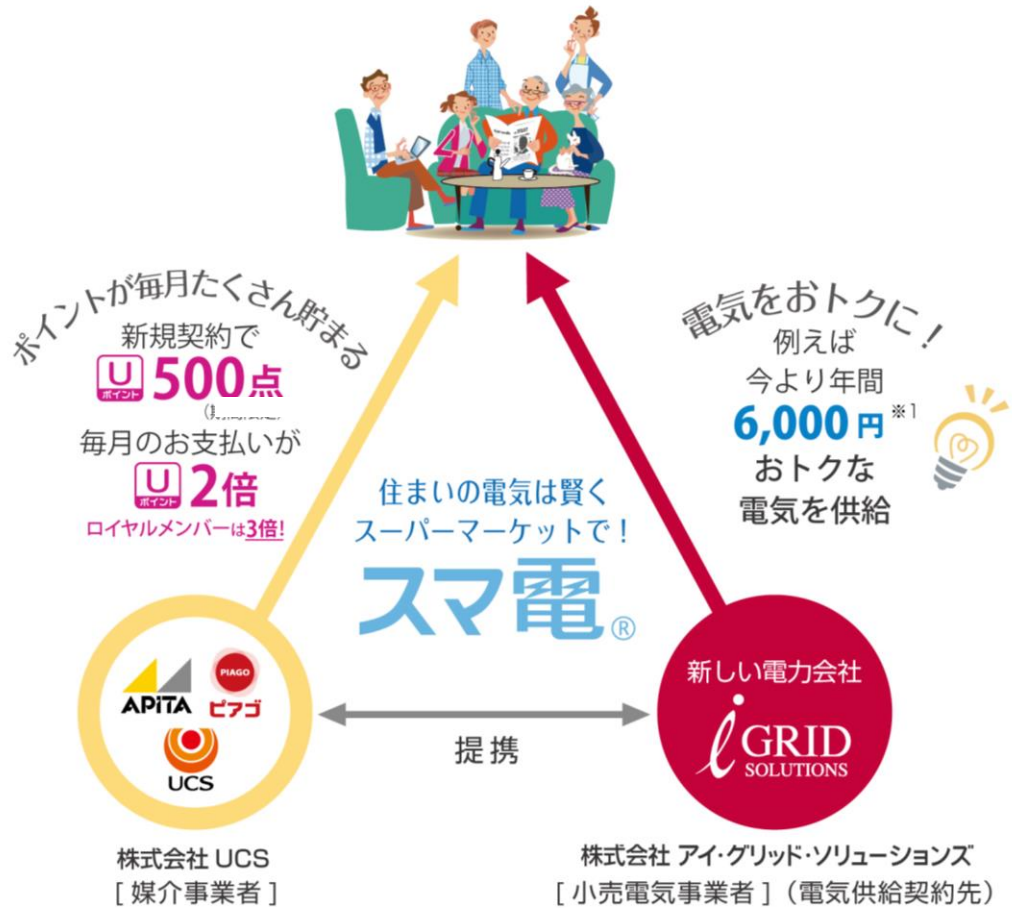 ポイントが毎月たくさん貯まる
新規契約で
U ポイント 500点
毎月のお支払いが
U ポイント 2倍
ロイヤルメンバーは3倍!
電気をおトクに！
例えば
今より年間
6,000円 ※1
おトクな
電気を供給
住まいの電気は賢く
スーパーマーケットで！
スマ電®
APiTA
PIAGO
ピアゴ
UCS
提携
新しい電力会社
i GRID
SOLUTIONS
株式会社 UCS
[ 媒介事業者 ]
株式会社 アイ・グリッド・ソリューションズ
[ 小売電気事業者 ]（電気供給契約先）